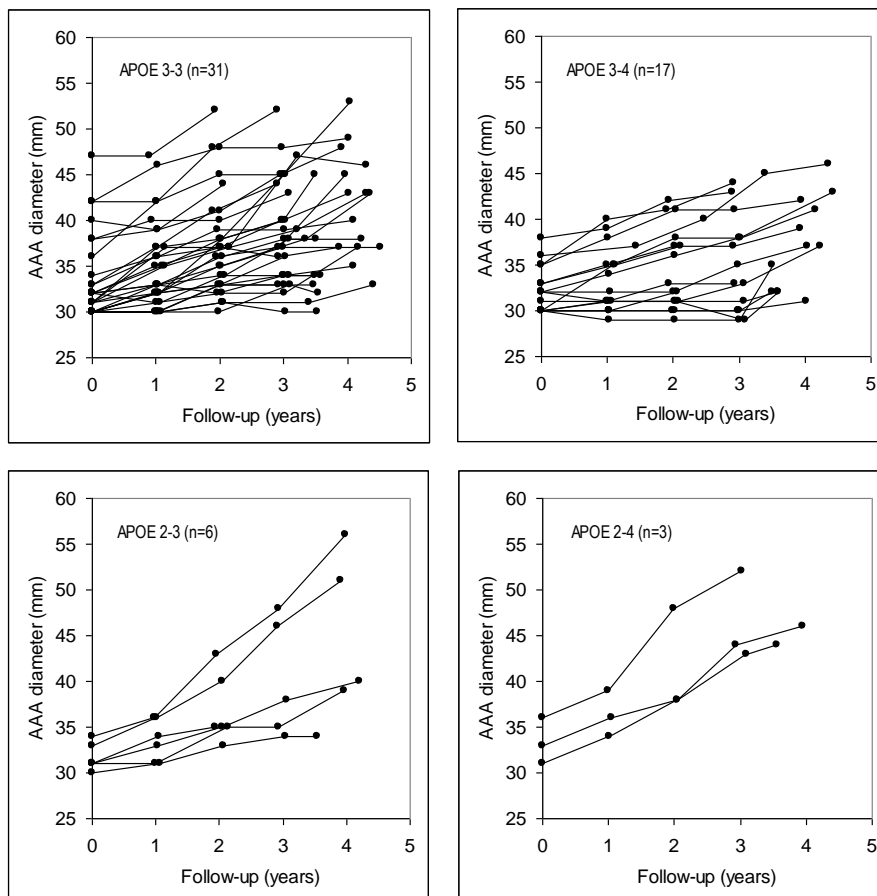 60
55
50
45
40
35
30
25
AAA diameter (mm)
APOE 3-3 (n=31)
0 1 2 3 4 5
Follow-up (years)
60
55
50
45
40
35
30
25
AAA diameter (mm)
APOE 3-4 (n=17)
0 1 2 3 4 5
Follow-up (years)
60
55
50
45
40
35
30
25
AAA diameter (mm)
APOE 2-3 (n=6)
0 1 2 3 4 5
Follow-up (years)
60
55
50
45
40
35
30
25
AAA diameter (mm)
APOE 2-4 (n=3)
0 1 2 3 4 5
Follow-up (years)